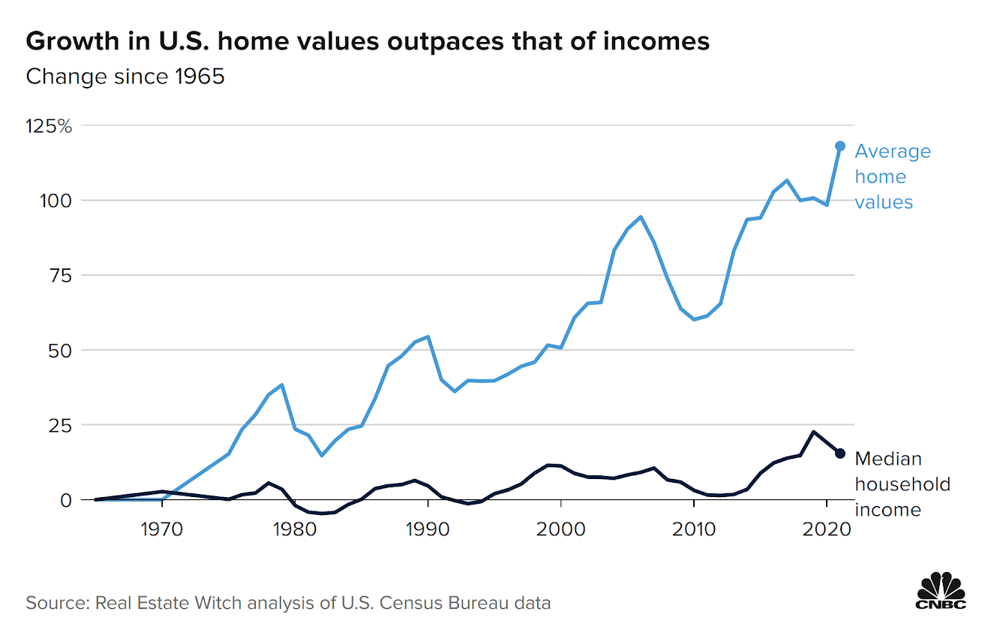 Growth in U.S. home values outpaces that of incomes
Change since 1965
125%
100
75
50
25
0
Average
home
values
Median
household
income
1970 1980 1990 2000 2010 2020
Source: Real Estate Witch analysis of U.S. Census Bureau data
CNBC